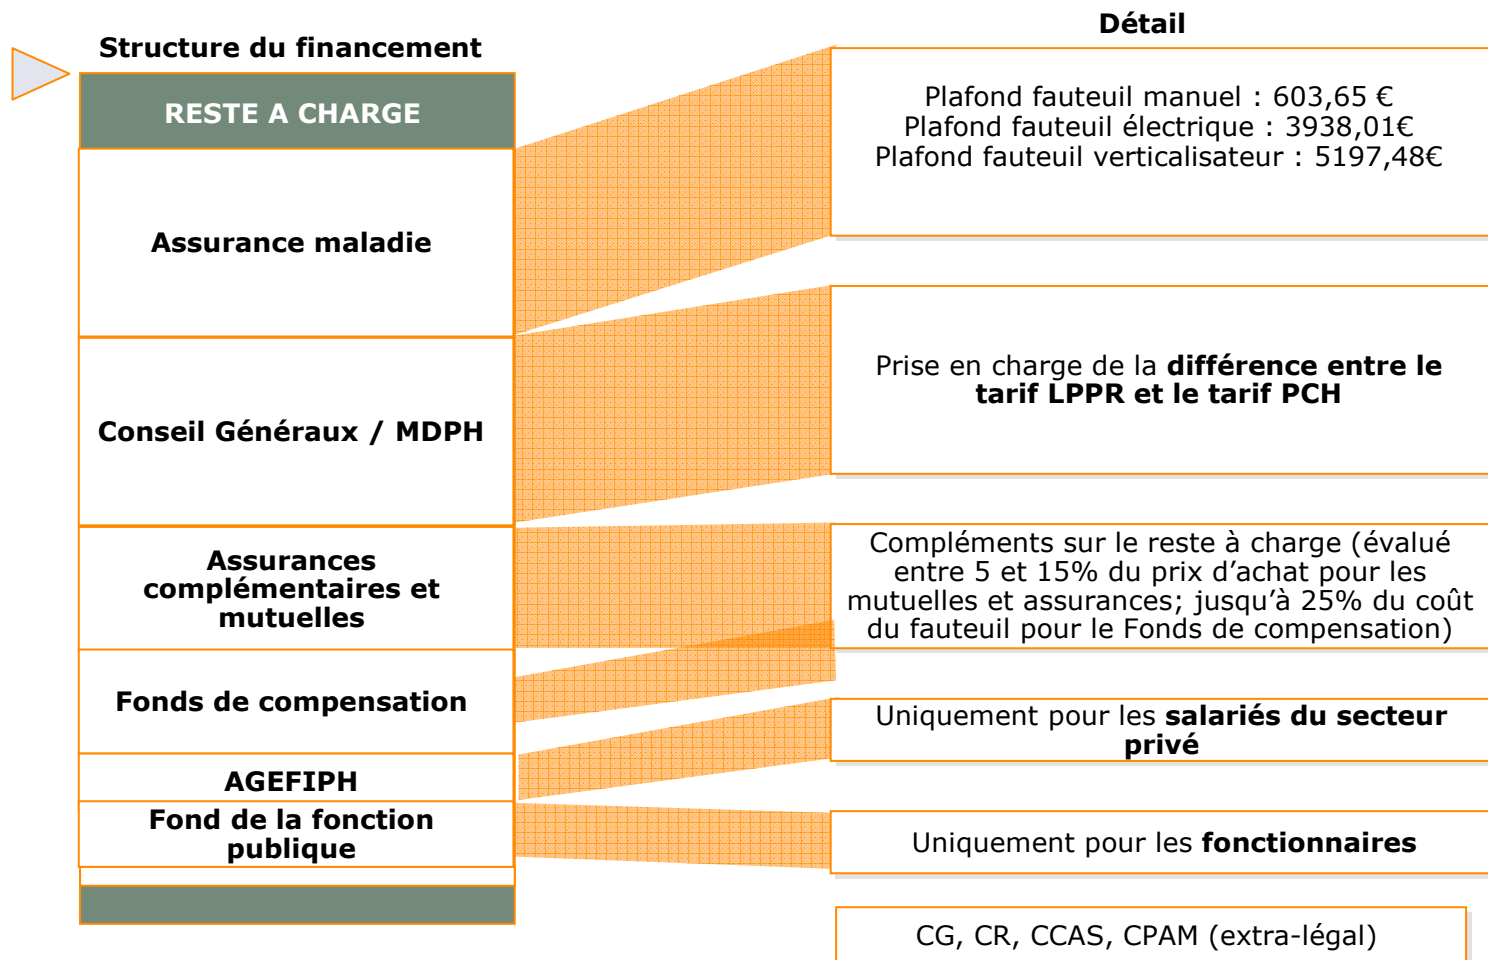 Structure du financement
RESTE A CHARGE
Assurance maladie
Conseil Généraux / MDPH
Assurances
complémentaires et
mutuelles
Fonds de compensation
AGEFIPH
Fond de la fonction
publique
Détail
Plafond fauteuil manuel : 603,65 €
Plafond fauteuil électrique : 3938,01€
Plafond fauteuil verticalisateur : 5197,48€
Prise en charge de la différence entre le
tarif LPPR et le tarif PCH
Compléments sur le reste à charge (évalué
entre 5 et 15% du prix d’achat pour les
mutuelles et assurances; jusqu’à 25% du coût
du fauteuil pour le Fonds de compensation)
Uniquement pour les salariés du secteur
privé
Uniquement pour les fonctionnaires
CG, CR, CCAS, CPAM (extra-légal)